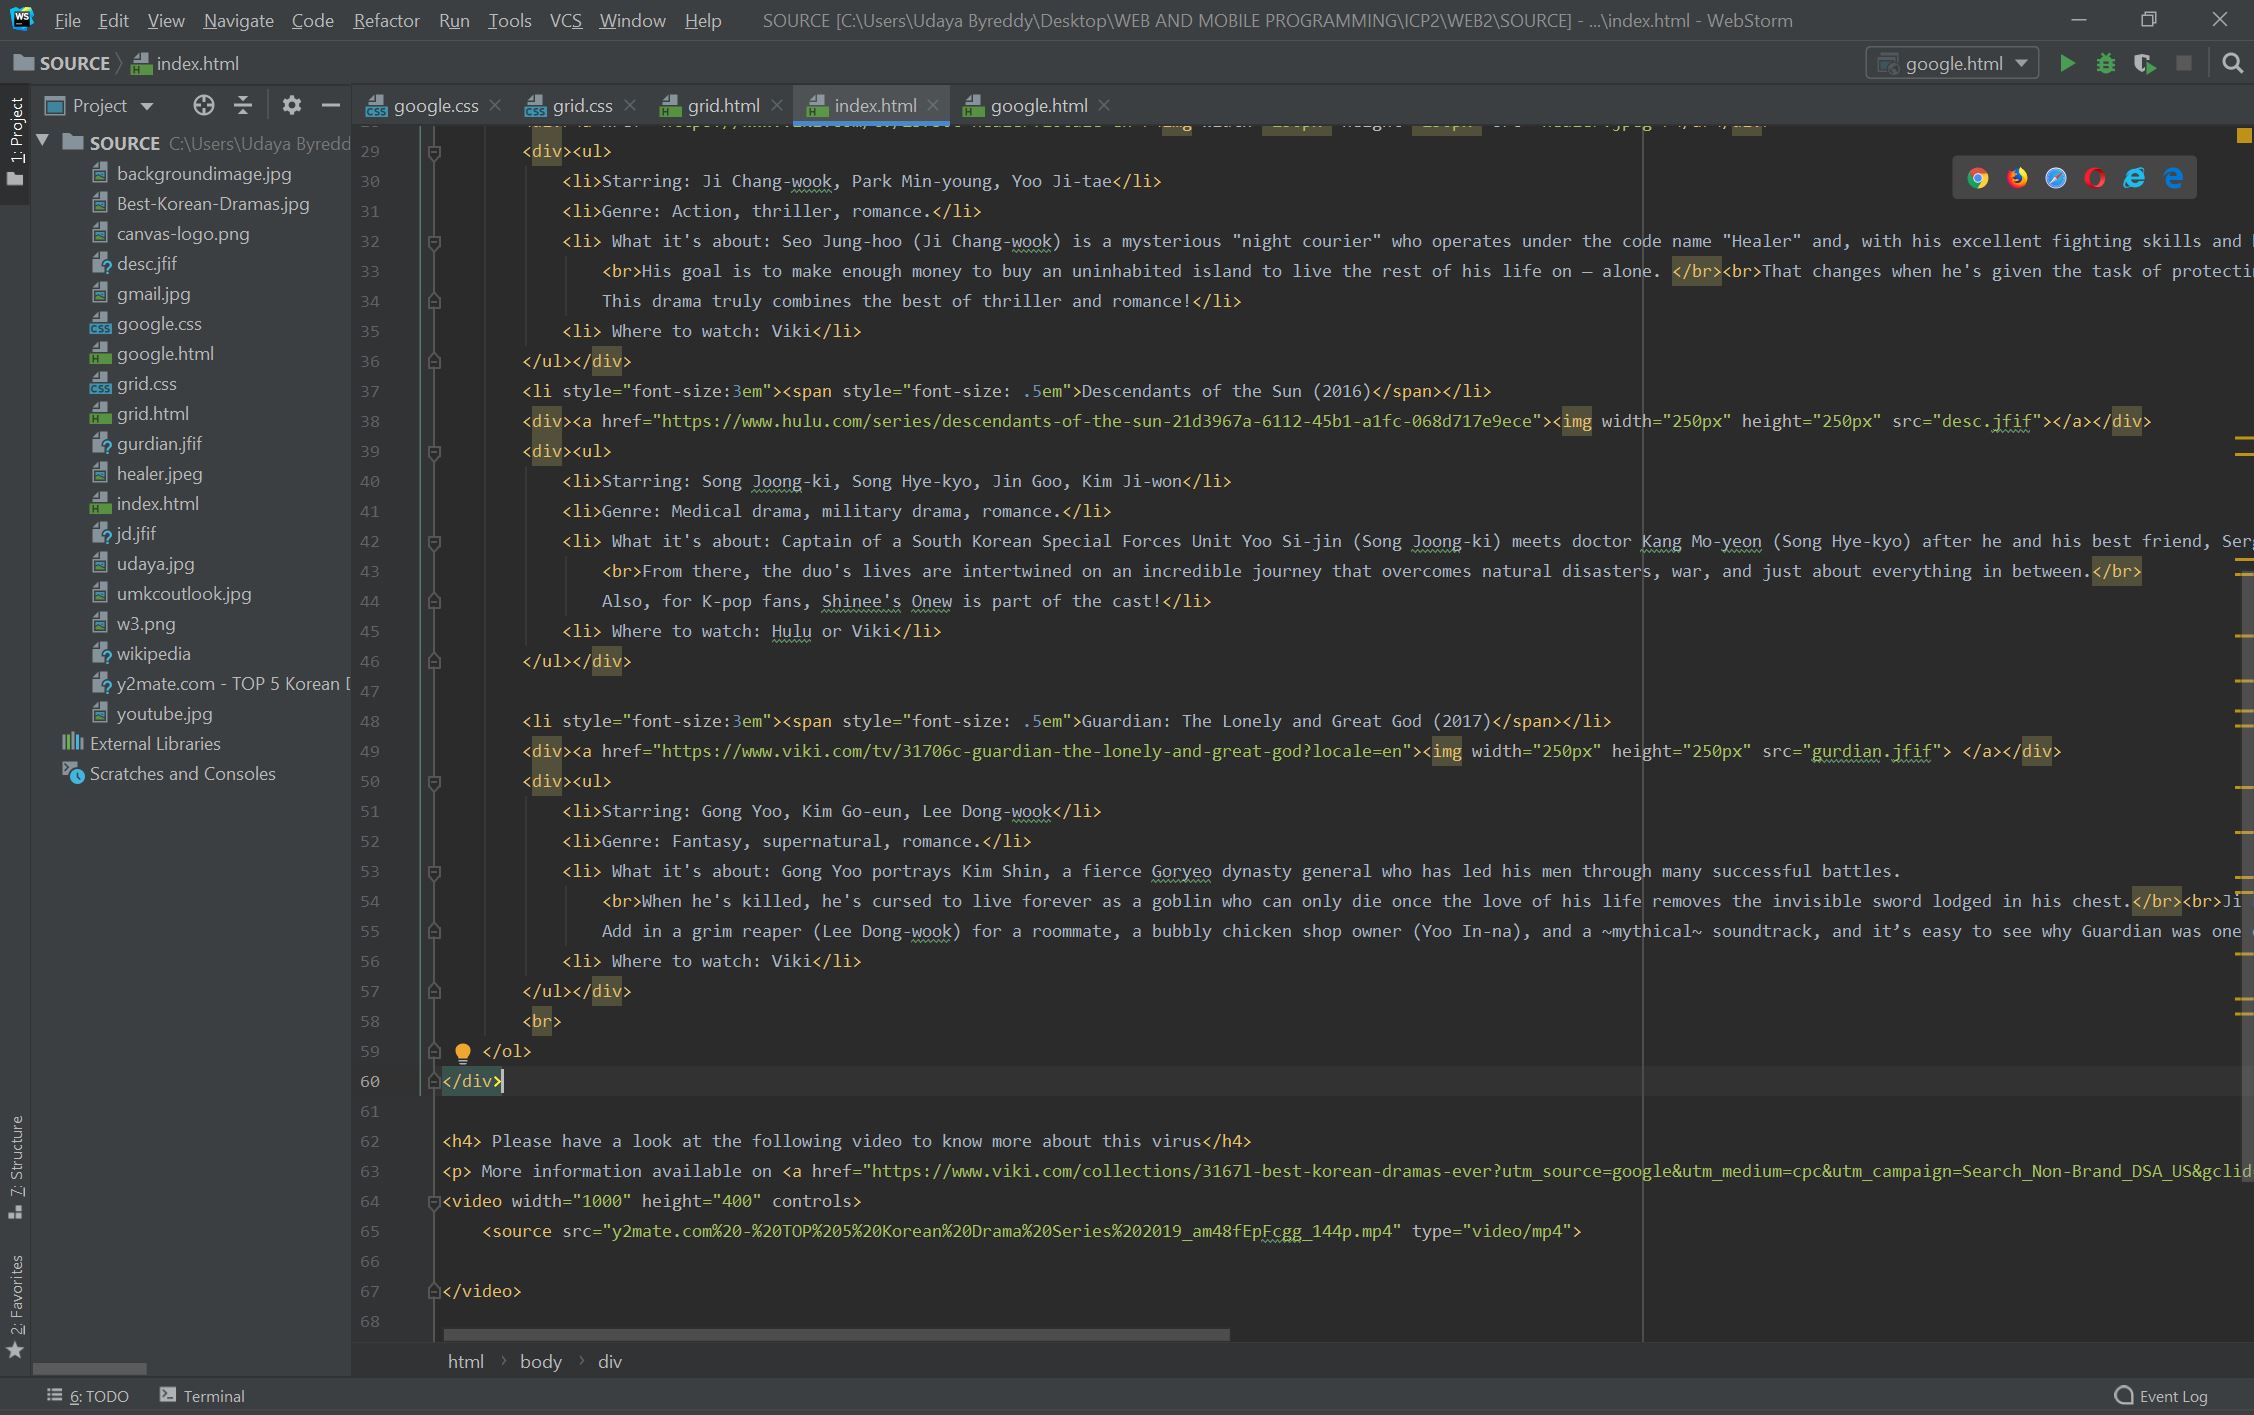 File Edit View Navigate Code Refactor Run Tools VCS Window Help SOURCE [C:\Users\Udaya Byreddy\Desktop\WEB AND MOBILE PROGRAMMING\ICP2\WEB2\SOURCE] - ...\index.html - WebStorm
SOURCE index.html google.html
1: Project
Project
google.css grid.css grid.html index.html google.html
SOURCE C:\Users\Udaya Byredd
backgroundimage.jpg
Best-Korean-Dramas.jpg
canvas-logo.png
desc.jfif
gmail.jpg
google.css
google.html
grid.css
grid.html
gurdian.jfif
healer.jpeg
index.html
jd.jfif
udaya.jpg
umkcoutlook.jpg
w3.png
wikipedia
y2mate.com - TOP 5 Korean D
youtube.jpg
External Libraries
Scratches and Consoles
7: Structure
2: Favorites
29 <div><ul>
30 <li>Starring: Ji Chang-wook, Park Min-young, Yoo Ji-tae</li>
31 <li>Genre: Action, thriller, romance.</li>
32 <li> What it's about: Seo Jung-hoo (Ji Chang-wook) is a mysterious "night courier" who operates under the code name "Healer" and, with his excellent fighting skills and
33 <br>His goal is to make enough money to buy an uninhabited island to live the rest of his life on — alone. </br><br>That changes when he's given the task of protectin
34 This drama truly combines the best of thriller and romance!</li>
35 <li> Where to watch: Viki</li>
36 </ul></div>
37 <li style="font-size:3em"><span style="font-size: .5em">Descendants of the Sun (2016)</span></li>
38 <div><a href="https://www.hulu.com/series/descendants-of-the-sun-21d3967a-6112-45b1-a1fc-068d717e9ece"><img width="250px" height="250px" src="desc.jfif"></a></div>
39 <div><ul>
40 <li>Starring: Song Joong-ki, Song Hye-kyo, Jin Goo, Kim Ji-won</li>
41 <li>Genre: Medical drama, military drama, romance.</li>
42 <li> What it's about: Captain of a South Korean Special Forces Unit Yoo Si-jin (Song Joong-ki) meets doctor Kang Mo-yeon (Song Hye-kyo) after he and his best friend, Serg
43 <br>From there, the duo's lives are intertwined on an incredible journey that overcomes natural disasters, war, and just about everything in between.</br>
44 Also, for K-pop fans, Shinee's Onew is part of the cast!</li>
45 <li> Where to watch: Hulu or Viki</li>
46 </ul></div>
47
48 <li style="font-size:3em"><span style="font-size: .5em">Guardian: The Lonely and Great God (2017)</span></li>
49 <div><a href="https://www.viki.com/tv/31706c-guardian-the-lonely-and-great-god?locale=en"><img width="250px" height="250px" src="gurdian.jfif"> </a></div>
50 <div><ul>
51 <li>Starring: Gong Yoo, Kim Go-eun, Lee Dong-wook</li>
52 <li>Genre: Fantasy, supernatural, romance.</li>
53 <li> What it's about: Gong Yoo portrays Kim Shin, a fierce Goryeo dynasty general who has led his men through many successful battles.
54 <br>When he's killed, he's cursed to live forever as a goblin who can only die once the love of his life removes the invisible sword lodged in his chest.</br><br>Ji
55 Add in a grim reaper (Lee Dong-wook) for a roommate, a bubbly chicken shop owner (Yoo In-na), and a ~mythical~ soundtrack, and it’s easy to see why Guardian was one
56 <li> Where to watch: Viki</li>
57 </ul></div>
58 <br>
59 </ol>
60 </div>
61
62 <h4> Please have a look at the following video to know more about this virus</h4>
63 <p> More information available on <a href="https://www.viki.com/collections/3167l-best-korean-dramas-ever?utm_source=google&utm_medium=cpc&utm_campaign=Search_Non-Brand_DSA_US&gclid
64 <video width="1000" height="400" controls>
65 <source src="y2mate.com%20-%20TOP%205%20Korean%20Drama%20Series%202019_am48fEpFcgg_144p.mp4" type="video/mp4">
66
67 </video>
68
html body div
6: TODO Terminal Event Log